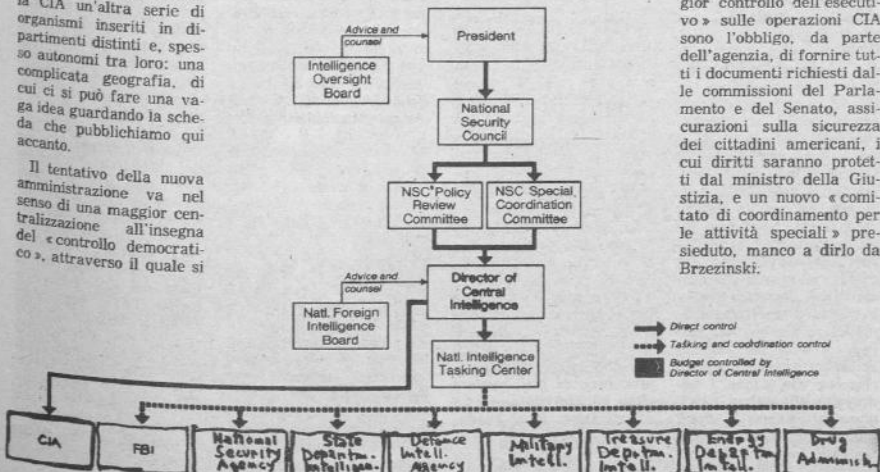 la CIA un'altra serie di
organismi inseriti in di-
partimenti distinti e, spes-
so autonomi tra loro: una
complicata geografia, di
cui ci si può fare una va-
ga idea guardando la sche-
da che pubblichiamo qui
accanto.
Il tentativo della nuova
amministrazione va nel
senso di una maggior cen-
tralizzazione all'insegna
del «controllo democrati-
co», attraverso il quale si
Advice and
counsel
President
Intelligence
Oversight
Board
National
Security
Council
NSC Policy
Review
Committee
NSC Special
Coordination
Committee
Advice and
counsel
Director of
Central
Intelligence
Natl. Foreign
Intelligence
Board
Natl. Intelligence
Tasking Center
Direct control
Tasking and coordination control
Budget controlled by
Director of Central Intelligence
CIA
FBI
National
Security
Agency
State
Departm.
Intelligen.
Defence
Intell.
Agency
Military
Intell.
Treasure
Departm.
Intell.
Energy
Departm.
Intell.
Drug
Administ.
gior controllo dell'esecuti-
vo» sulle operazioni CIA
sono l'obbligo, da parte
dell'agenzia, di fornire tut-
ti i documenti richiesti dal-
le commissioni del Parla-
mento e del Senato, assi-
curazioni sulla sicurezza
dei cittadini americani, i
cui diritti saranno protet-
ti dal ministro della Giu-
stizia, e un nuovo «comi-
tato di coordinamento per
le attività speciali» pre-
sieduto, manco a dirlo da
Brzezinski.